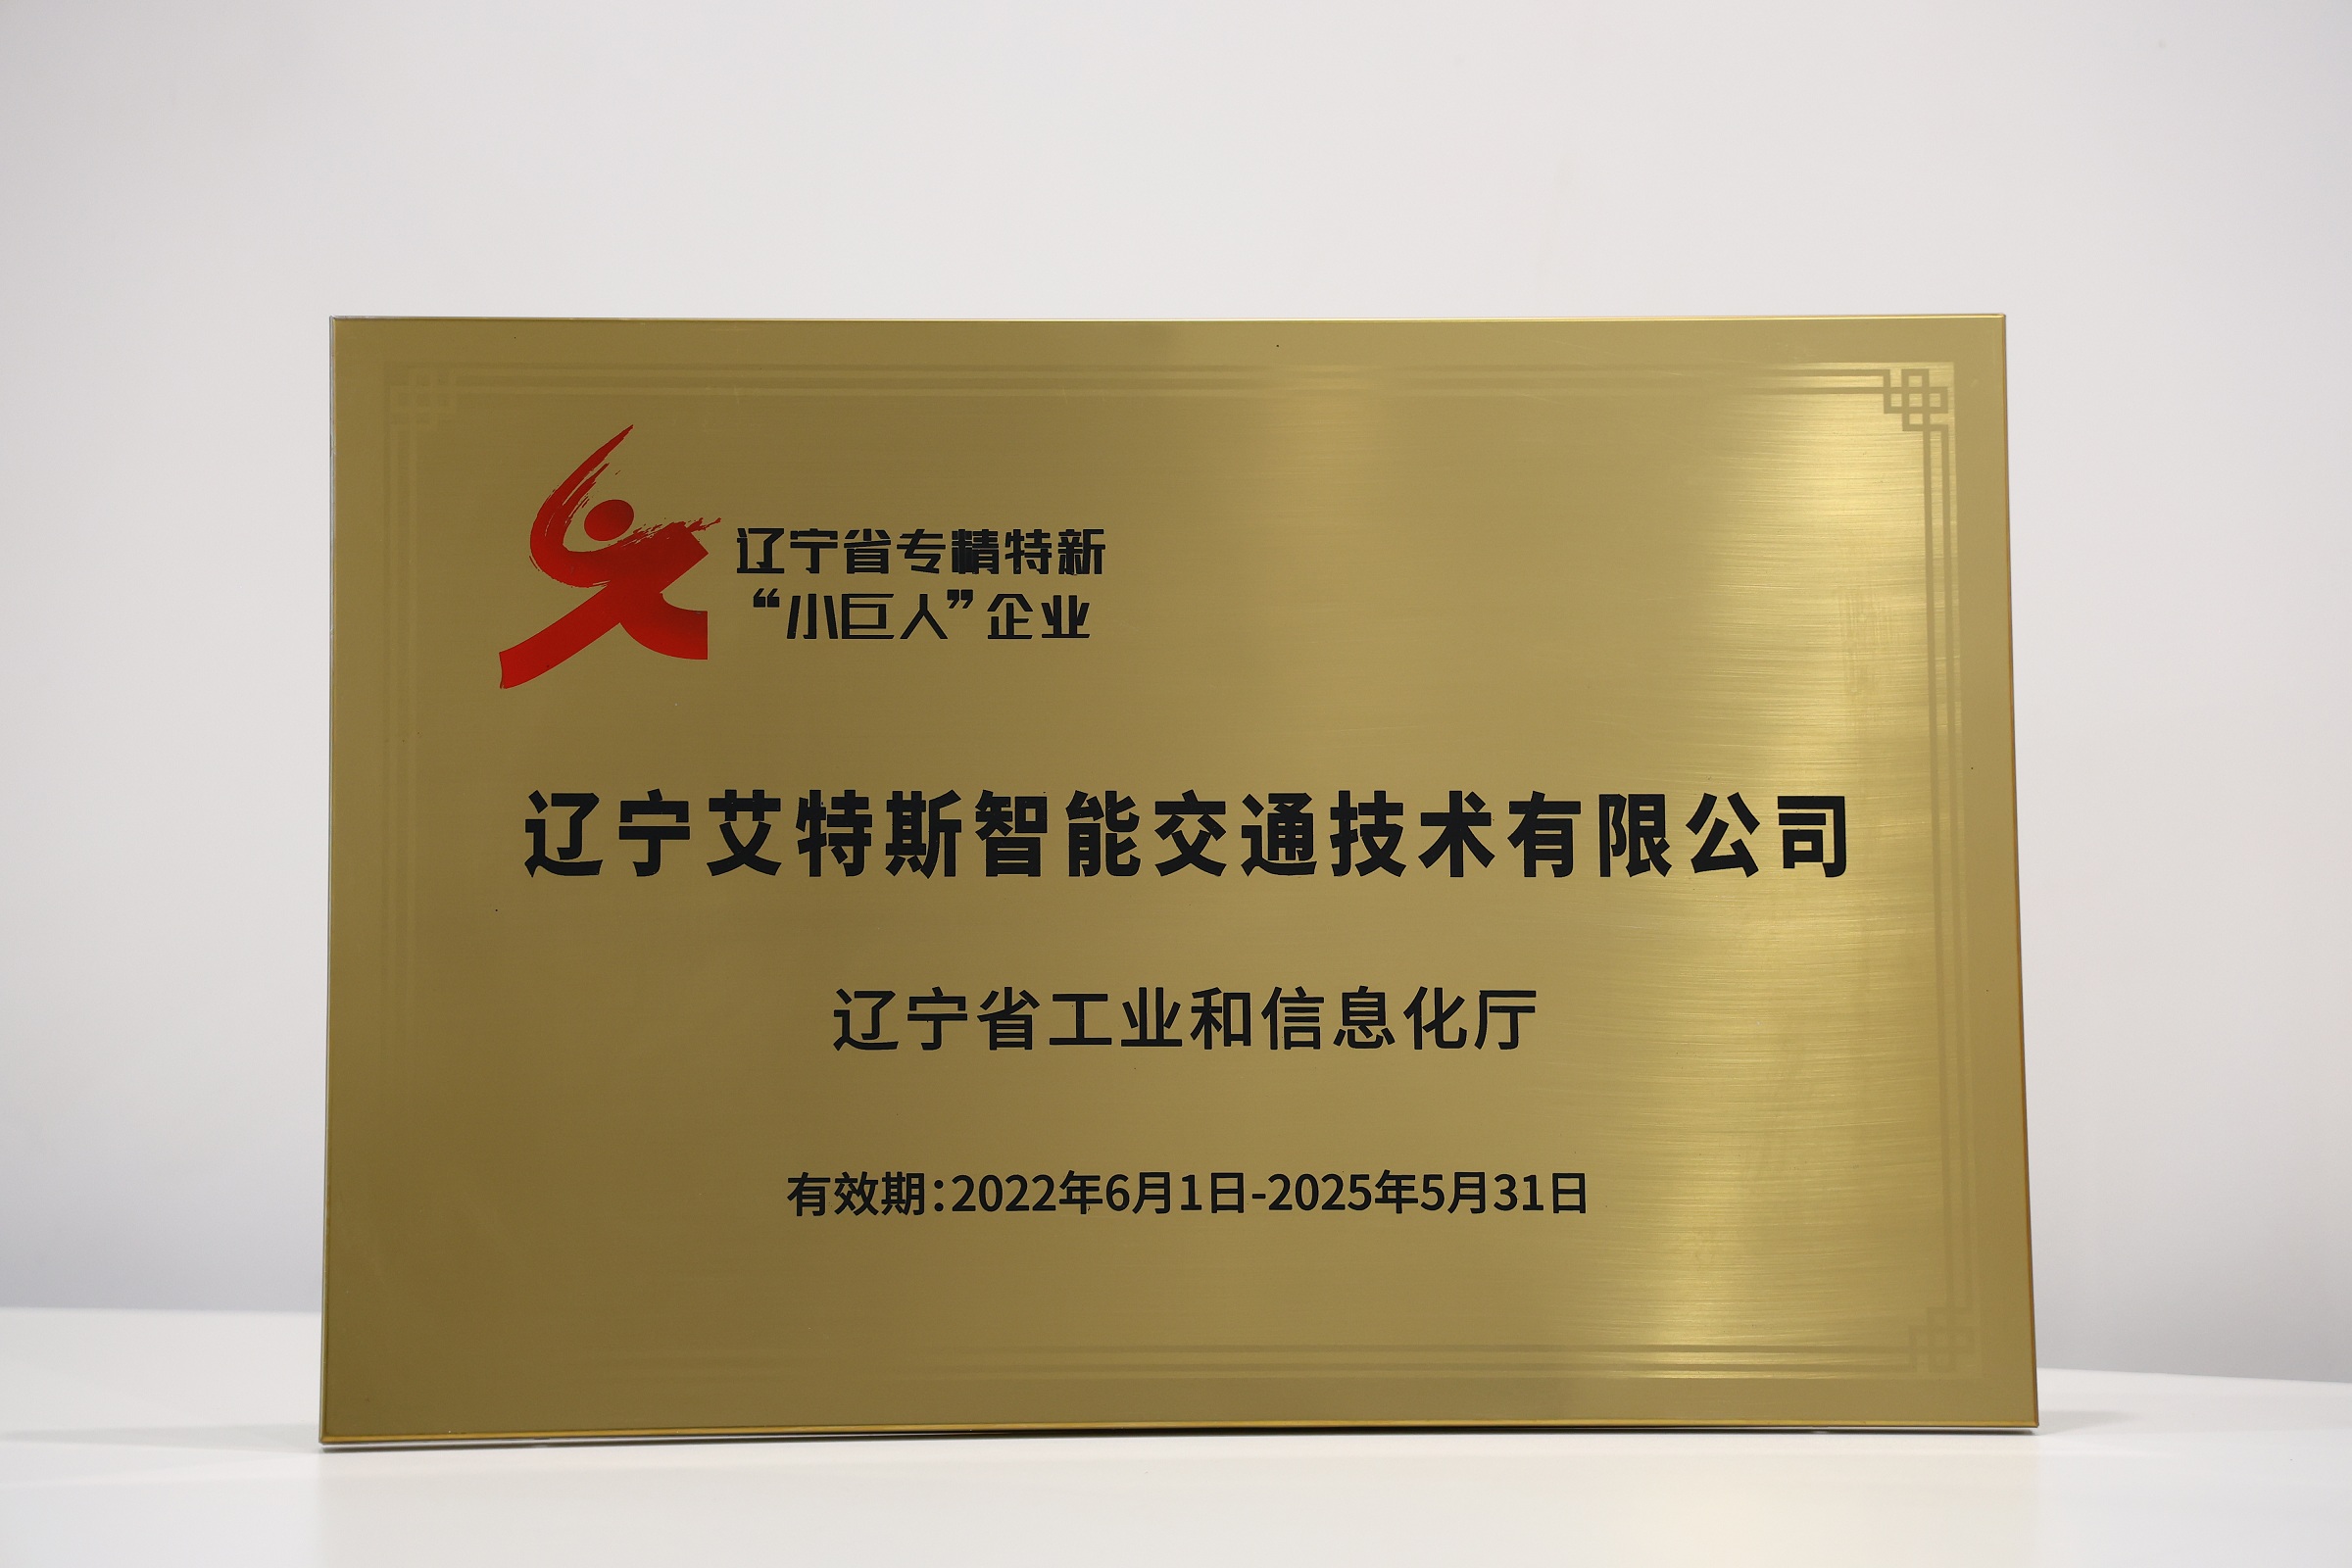 辽宁省专精特新
“小巨人”企业
辽宁艾特斯智能交通技术有限公司
辽宁省工业和信息化厅
有效期:2022年6月1日-2025年5月31日